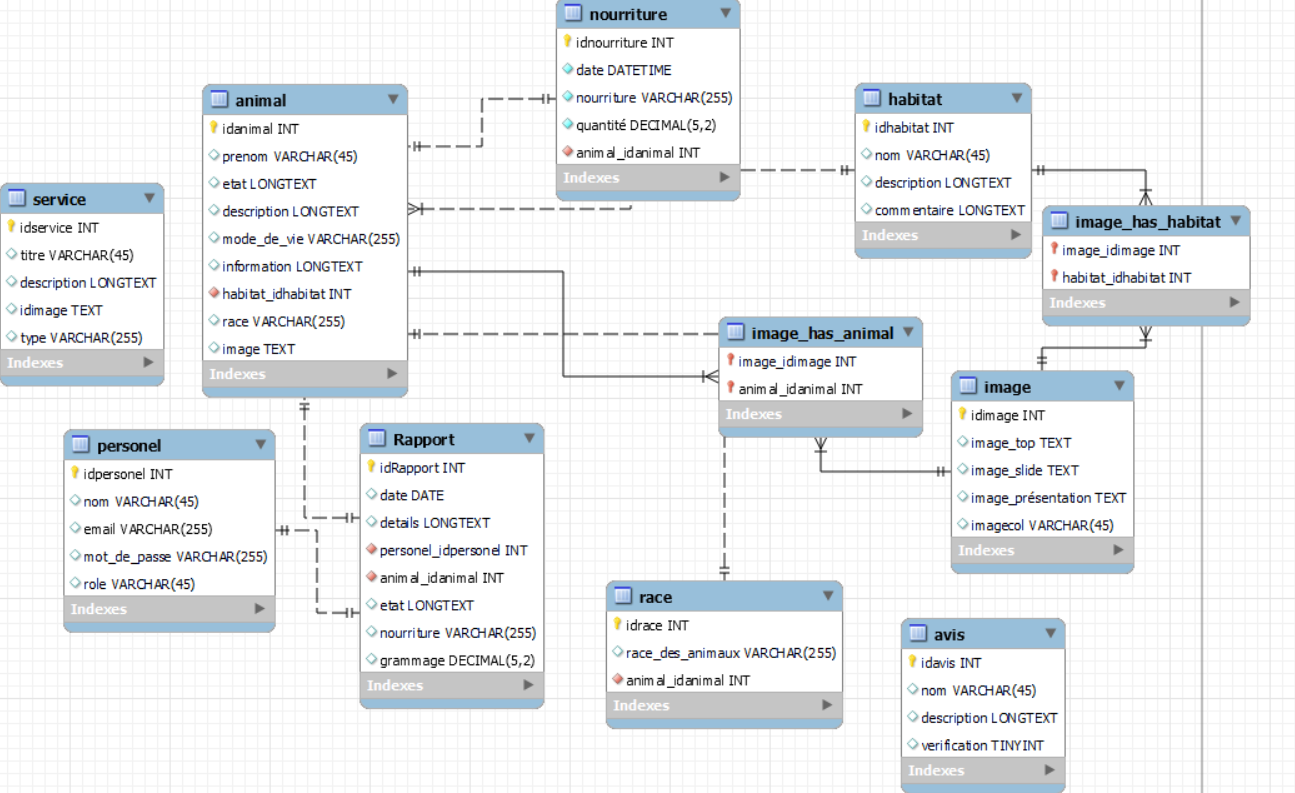 nourriture
idnourriture INT
date DATETIME
nourriture VARCHAR(255)
quantité DECIMAL(5,2)
animal_idanimal INT
Indexes
animal
idanimal INT
prenom VARCHAR(45)
etat LONGTEXT
description LONGTEXT
mode_de_vie VARCHAR(255)
information LONGTEXT
habitat_idhabitat INT
race VARCHAR(255)
image TEXT
Indexes
habitat
idhabitat INT
nom VARCHAR(45)
description LONGTEXT
commentaire LONGTEXT
Indexes
service
idservice INT
titre VARCHAR(45)
description LONGTEXT
idimage TEXT
type VARCHAR(255)
Indexes
image_has_habitat
image_idimage INT
habitat_idhabitat INT
Indexes
image_has_animal
image_idimage INT
animal_idanimal INT
Indexes
image
idimage INT
image_top TEXT
image_slide TEXT
image_présentation TEXT
imagecol VARCHAR(45)
Indexes
personel
idpersonel INT
nom VARCHAR(45)
email VARCHAR(255)
mot_de_passe VARCHAR(255)
role VARCHAR(45)
Indexes
Rapport
idRapport INT
date DATE
details LONGTEXT
personel_idpersonel INT
animal_idanimal INT
etat LONGTEXT
nourriture VARCHAR(255)
grammage DECIMAL(5,2)
Indexes
race
idrace INT
race_des_animaux VARCHAR(255)
animal_idanimal INT
Indexes
avis
idavis INT
nom VARCHAR(45)
description LONGTEXT
verification TINYINT
Indexes